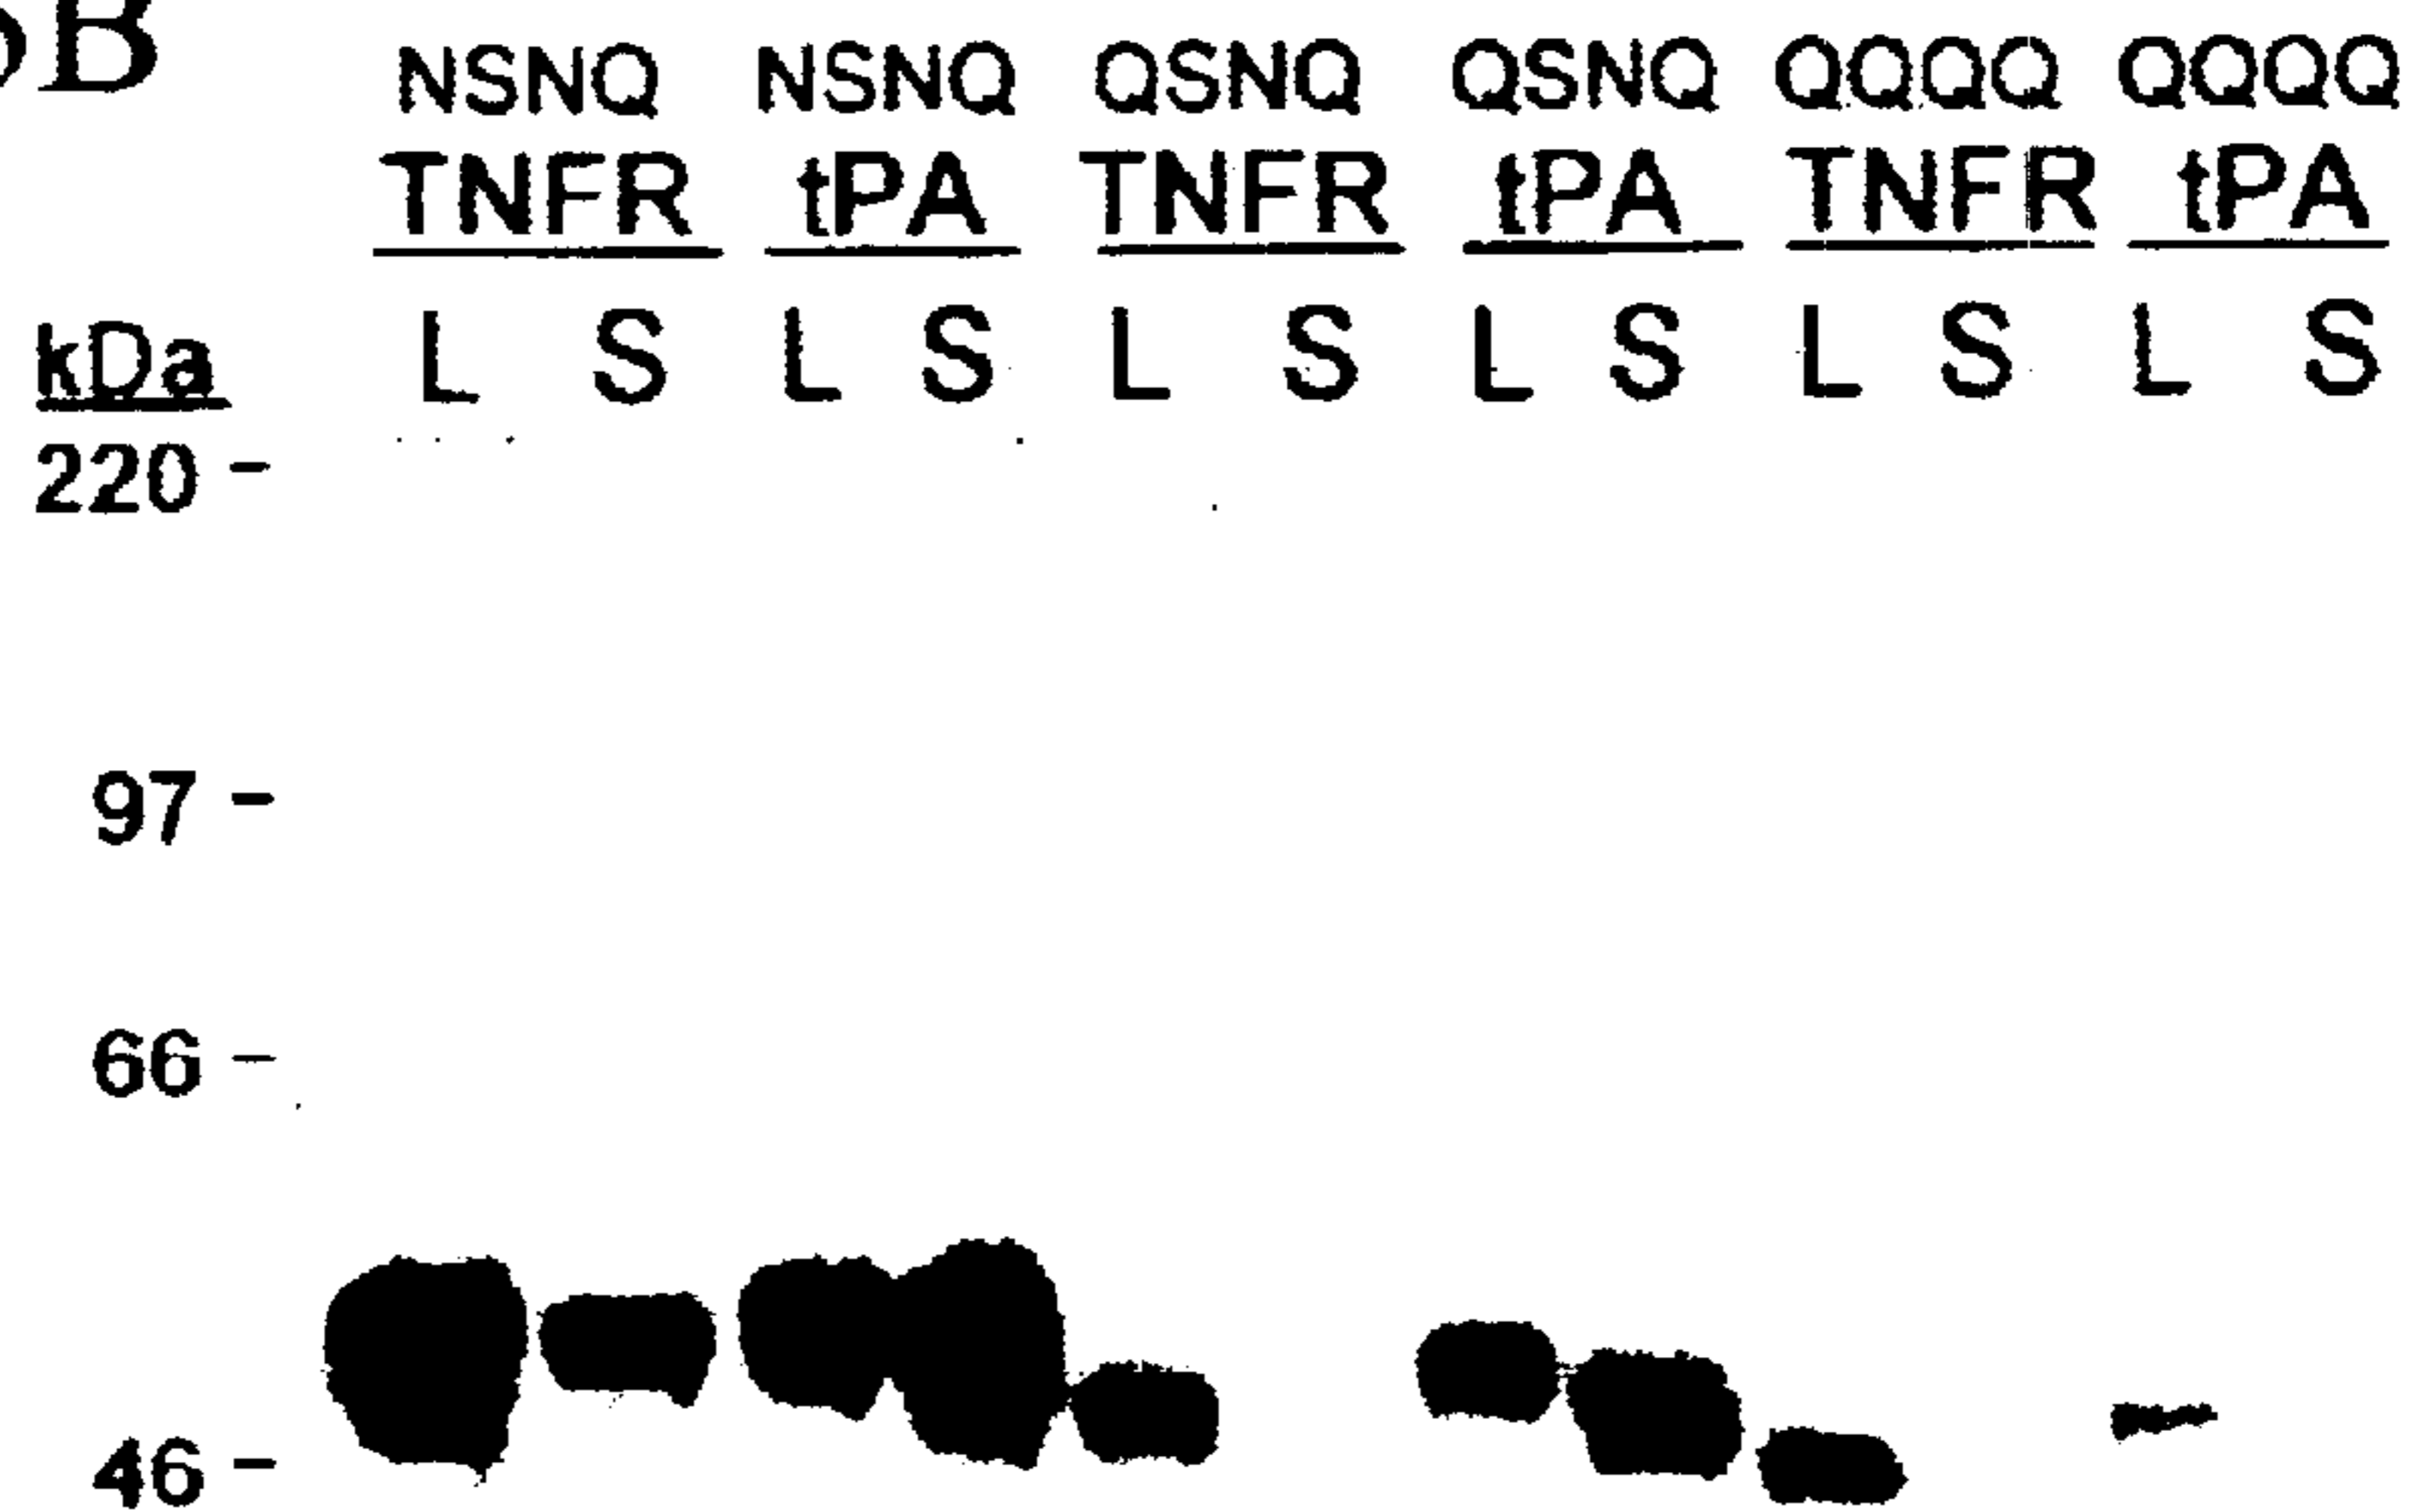 B
NSNQ NSNQ QSNQ QSNQ QQQQ QQQQ
TNFR tPA TNFR tPA TNFR tPA
kDa L S L S L S L S L S L S
220 -
97 -
66 -
46 -